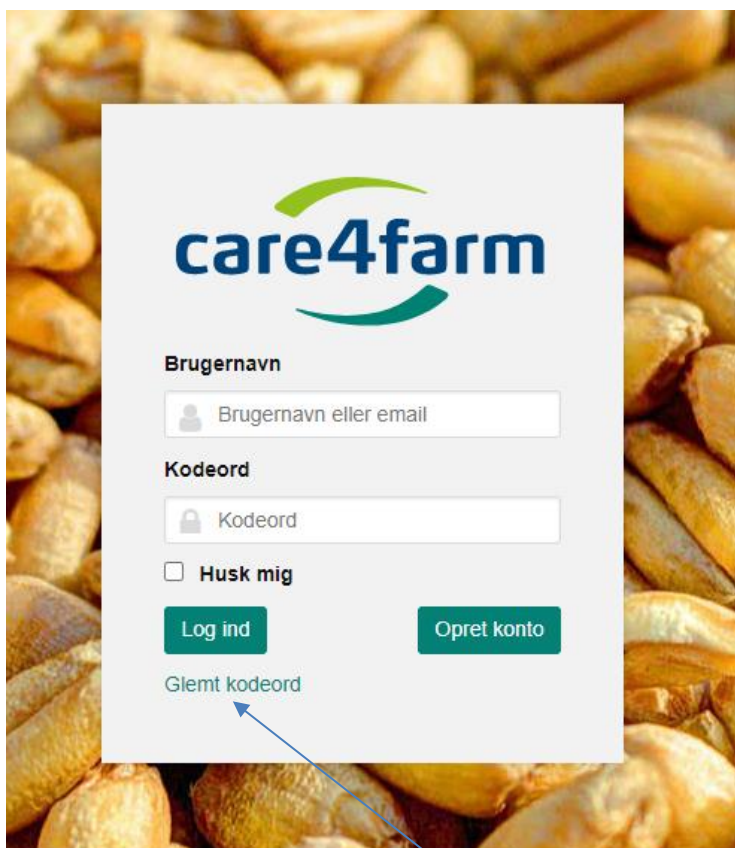 care4farm
Brugernavn
Brugernavn eller email
Kodeord
Kodeord
Husk mig
Log ind
Opret konto
Glemt kodeord